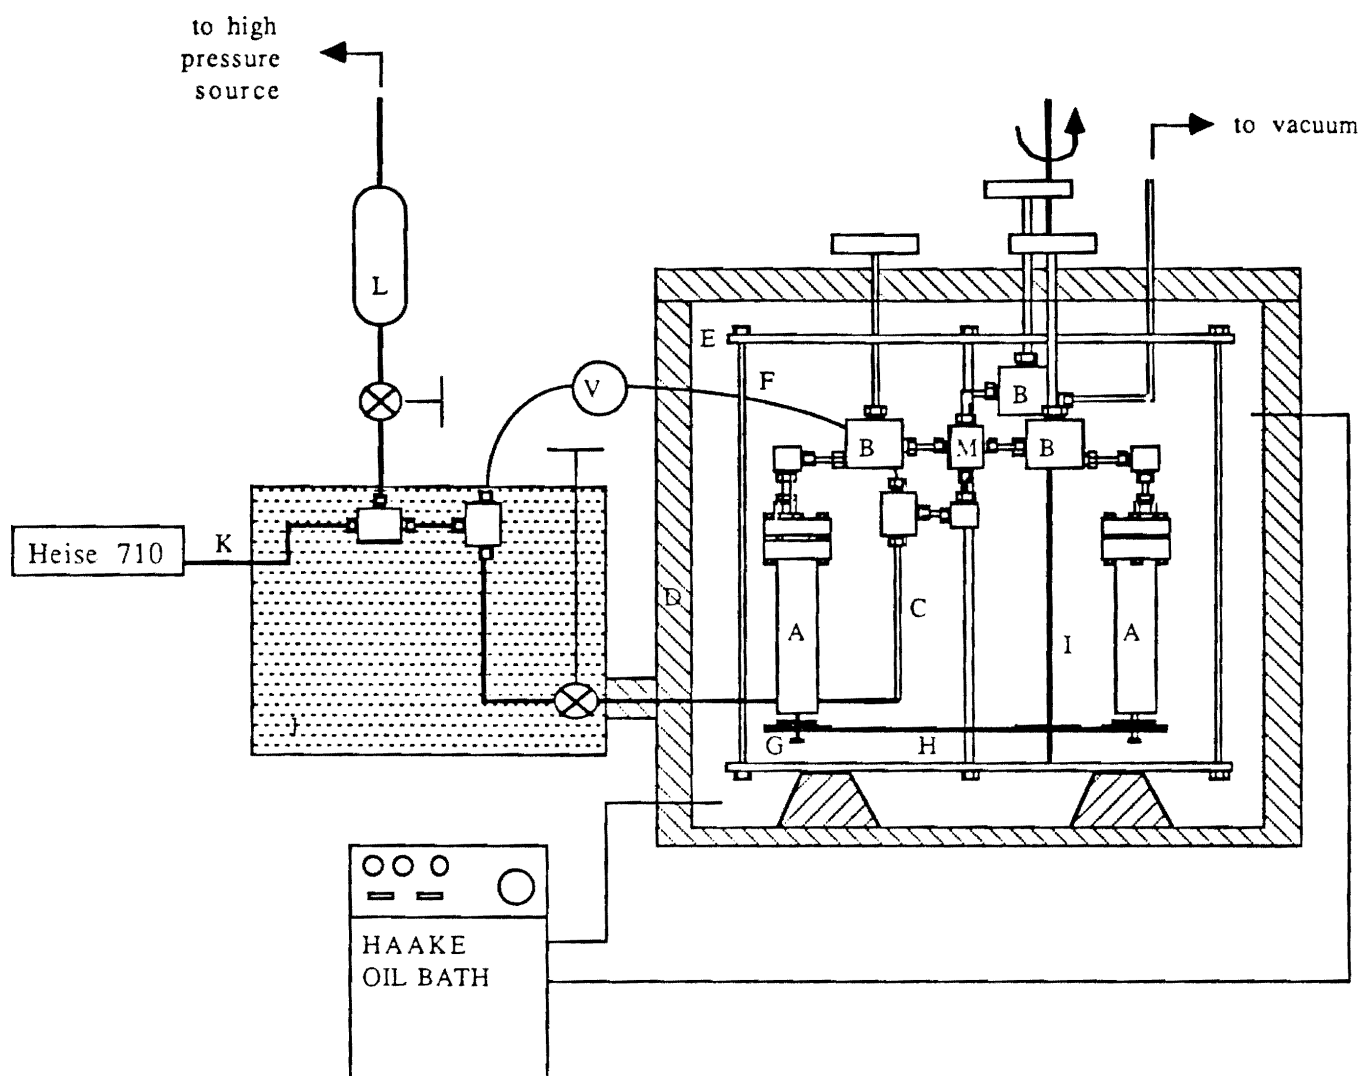 to high
pressure
source
to vacuum
L
E
F
V
B
B
M
B
K
Heise 710
D
C
A
A
I
J
G
H
HAAKE
OIL BATH